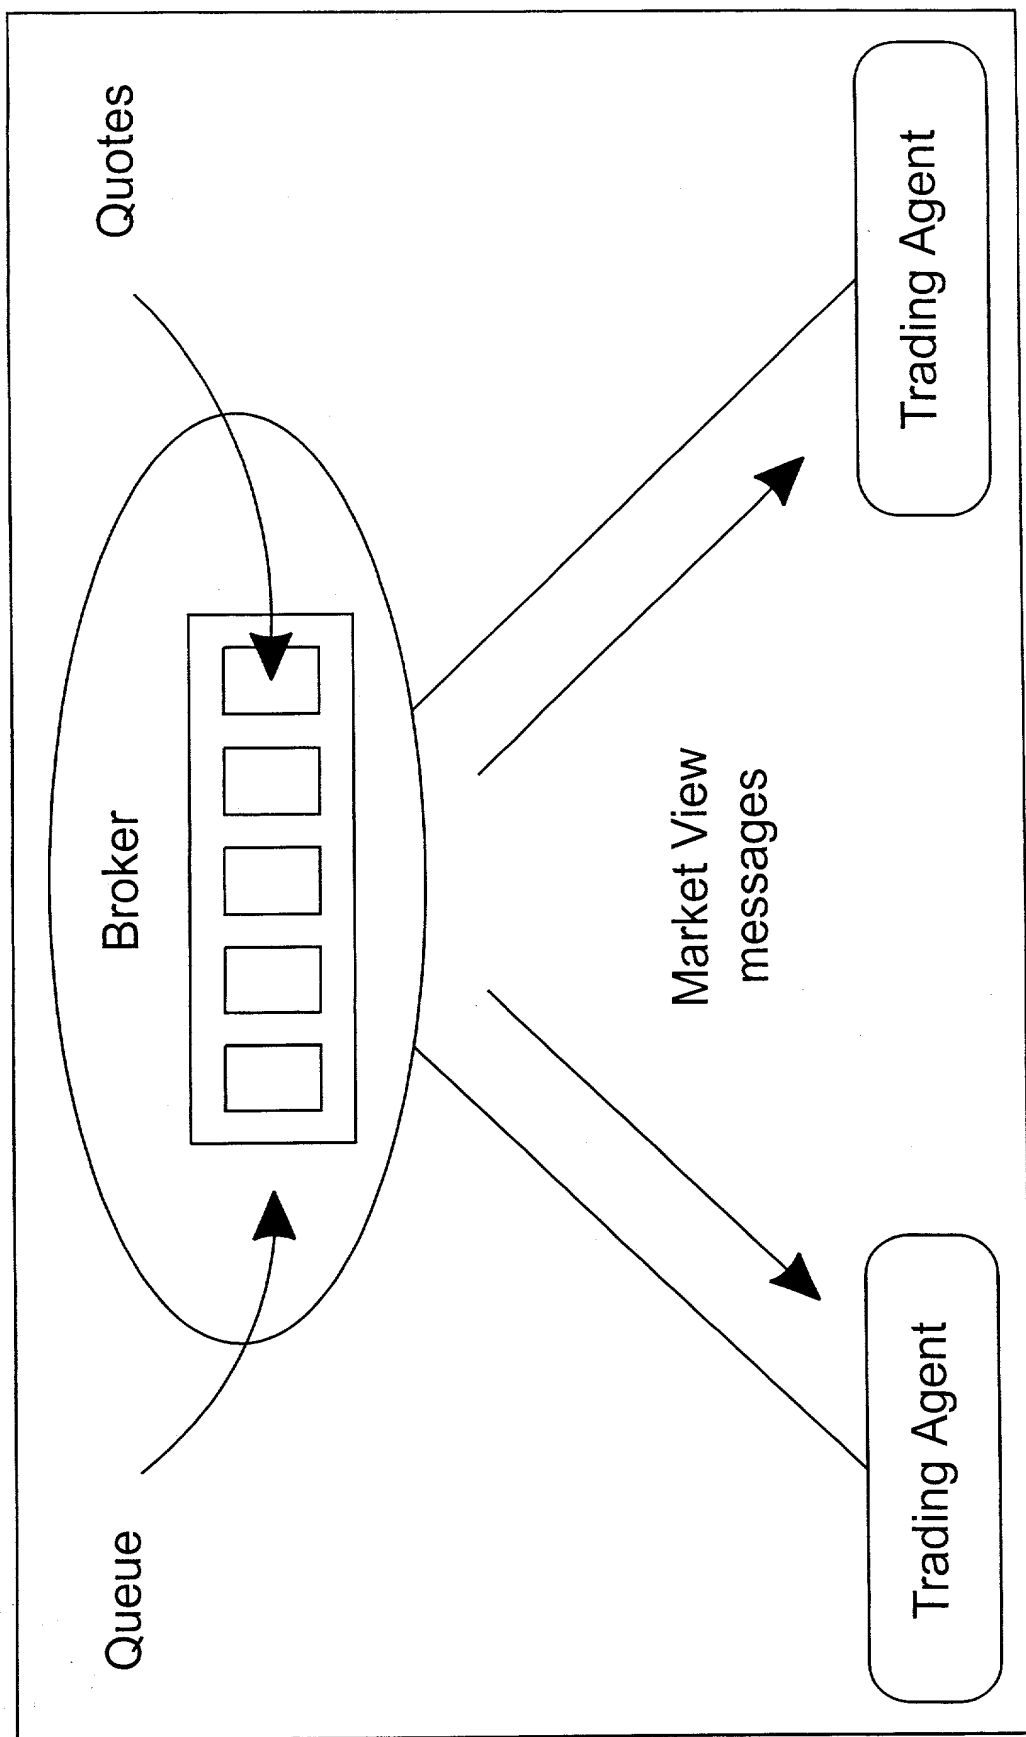 Queue
Broker
Quotes
Market View
messages
Trading Agent
Trading Agent